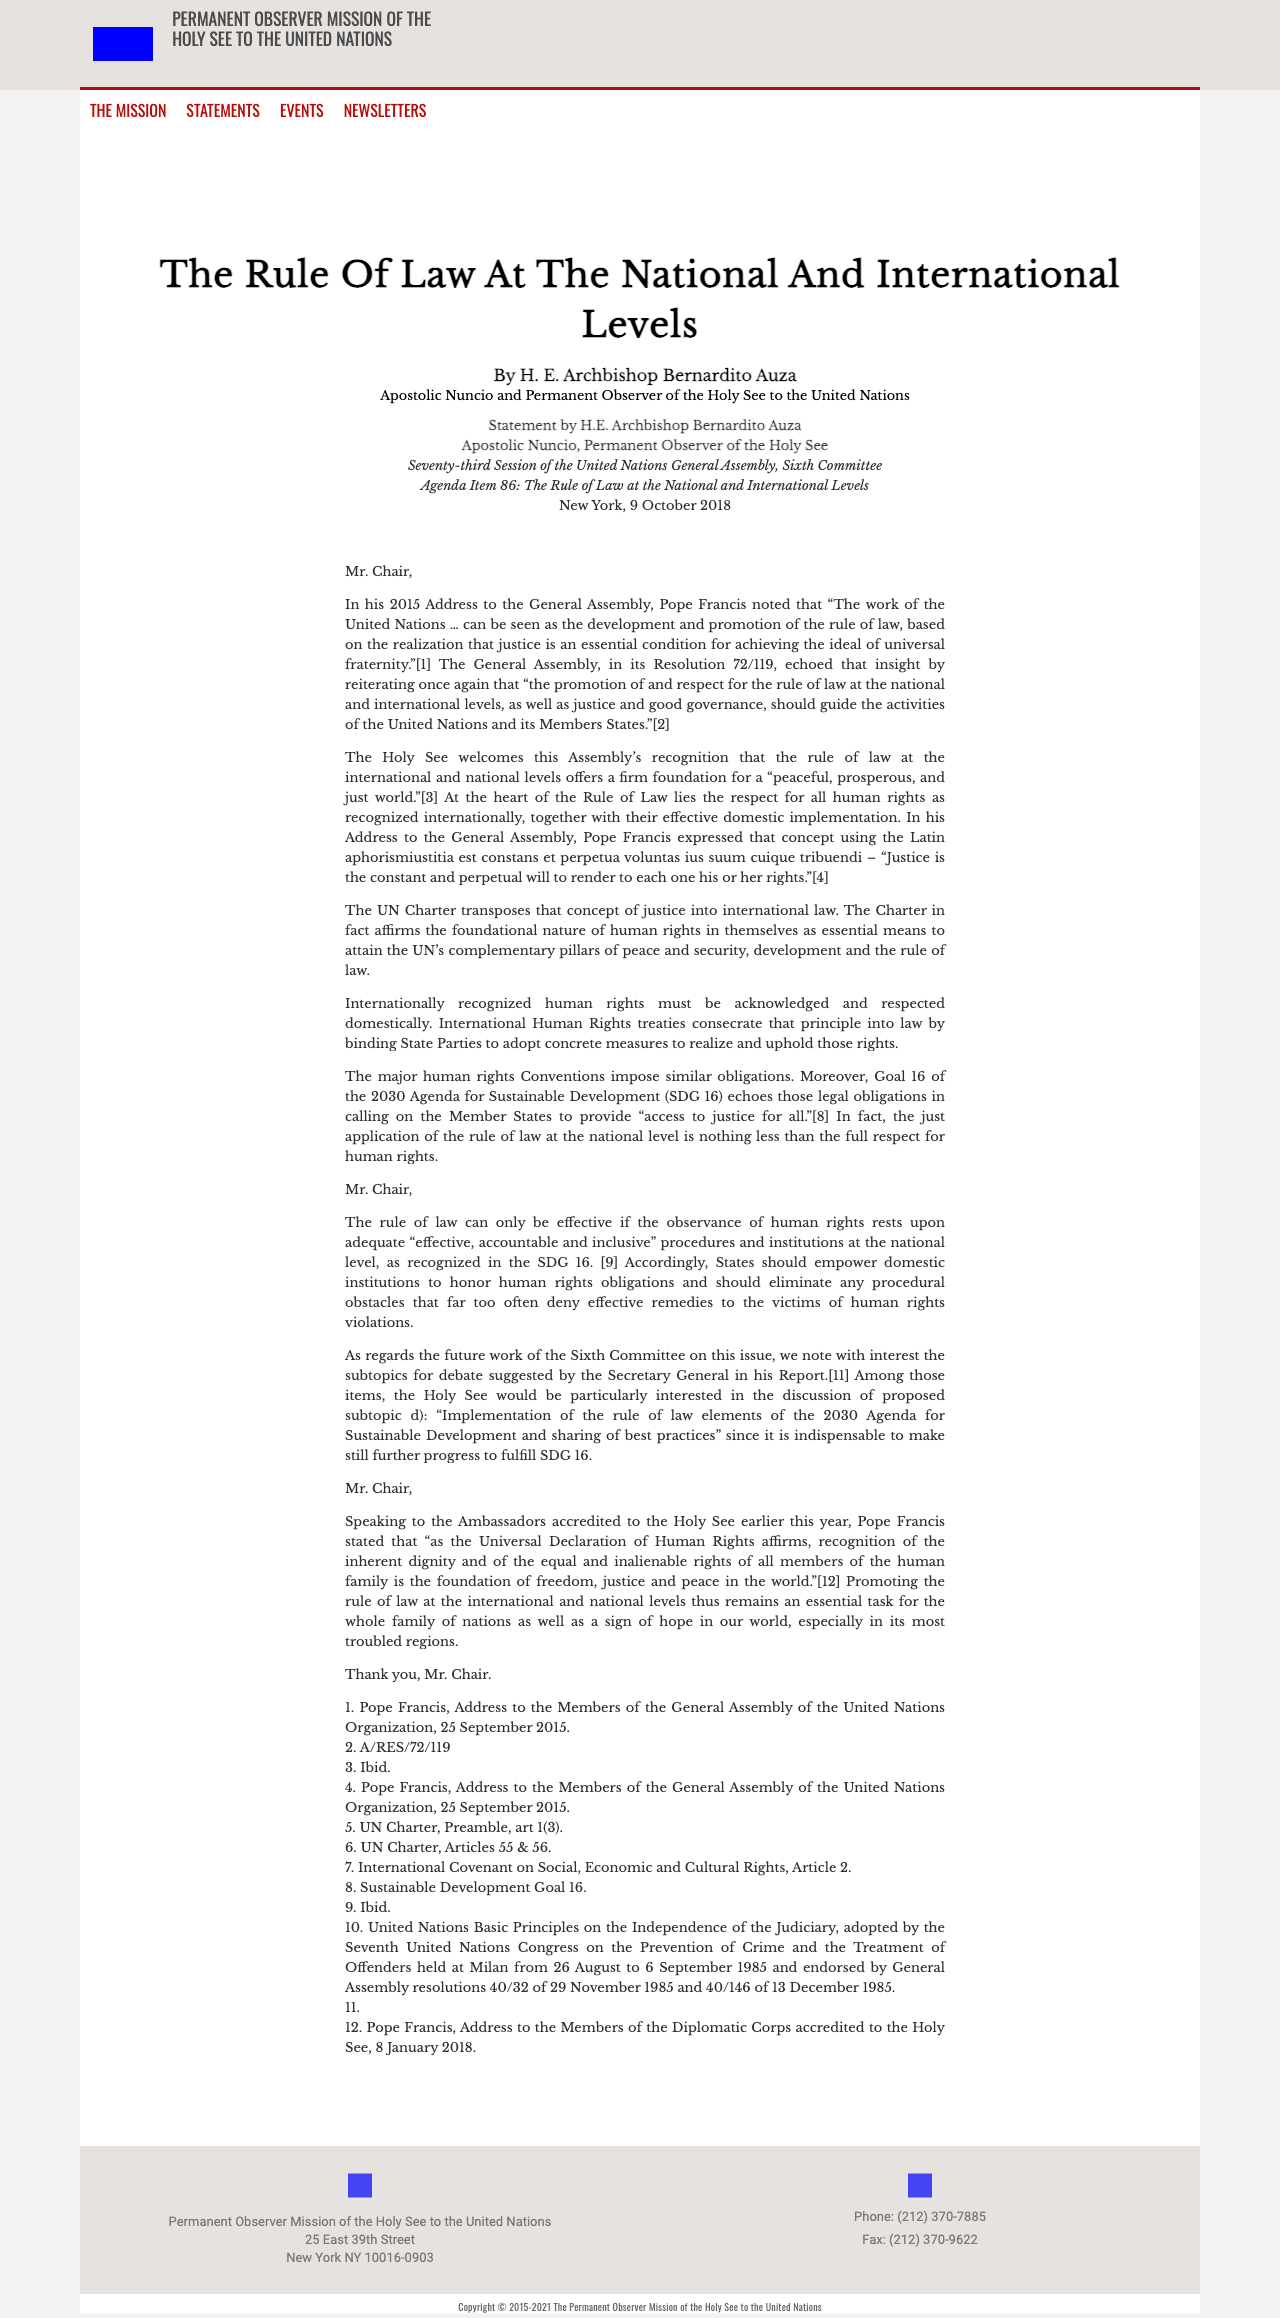 PERMANENT OBSERVER MISSION OF THE
HOLY SEE TO THE UNITED NATIONS
THE MISSION STATEMENTS EVENTS NEWSLETTERS
The Rule Of Law At The National And International
Levels
By H. E. Archbishop Bernardito Auza
Apostolic Nuncio and Permanent Observer of the Holy See to the United Nations
Statement by H.E. Archbishop Bernardito Auza
Apostolic Nuncio, Permanent Observer of the Holy See
Seventy-third Session of the United Nations General Assembly, Sixth Committee
Agenda Item 86: The Rule of Law at the National and International Levels
New York, 9 October 2018
Mr. Chair,
In his 2015 Address to the General Assembly, Pope Francis noted that “The work of the
United Nations … can be seen as the development and promotion of the rule of law, based
on the realization that justice is an essential condition for achieving the ideal of universal
fraternity.”[1] The General Assembly, in its Resolution 72/119, echoed that insight by
reiterating once again that “the promotion of and respect for the rule of law at the national
and international levels, as well as justice and good governance, should guide the activities
of the United Nations and its Members States.”[2]
The Holy See welcomes this Assembly’s recognition that the rule of law at the
international and national levels offers a firm foundation for a “peaceful, prosperous, and
just world.”[3] At the heart of the Rule of Law lies the respect for all human rights as
recognized internationally, together with their effective domestic implementation. In his
Address to the General Assembly, Pope Francis expressed that concept using the Latin
aphorismiustitia est constans et perpetua voluntas ius suum cuique tribuendi – “Justice is
the constant and perpetual will to render to each one his or her rights.”[4]
The UN Charter transposes that concept of justice into international law. The Charter in
fact affirms the foundational nature of human rights in themselves as essential means to
attain the UN’s complementary pillars of peace and security, development and the rule of
law.
Internationally recognized human rights must be acknowledged and respected
domestically. International Human Rights treaties consecrate that principle into law by
binding State Parties to adopt concrete measures to realize and uphold those rights.
The major human rights Conventions impose similar obligations. Moreover, Goal 16 of
the 2030 Agenda for Sustainable Development (SDG 16) echoes those legal obligations in
calling on the Member States to provide “access to justice for all.”[8] In fact, the just
application of the rule of law at the national level is nothing less than the full respect for
human rights.
Mr. Chair,
The rule of law can only be effective if the observance of human rights rests upon
adequate “effective, accountable and inclusive” procedures and institutions at the national
level, as recognized in the SDG 16. [9] Accordingly, States should empower domestic
institutions to honor human rights obligations and should eliminate any procedural
obstacles that far too often deny effective remedies to the victims of human rights
violations.
As regards the future work of the Sixth Committee on this issue, we note with interest the
subtopics for debate suggested by the Secretary General in his Report.[11] Among those
items, the Holy See would be particularly interested in the discussion of proposed
subtopic d): “Implementation of the rule of law elements of the 2030 Agenda for
Sustainable Development and sharing of best practices” since it is indispensable to make
still further progress to fulfill SDG 16.
Mr. Chair,
Speaking to the Ambassadors accredited to the Holy See earlier this year, Pope Francis
stated that “as the Universal Declaration of Human Rights affirms, recognition of the
inherent dignity and of the equal and inalienable rights of all members of the human
family is the foundation of freedom, justice and peace in the world.”[12] Promoting the
rule of law at the international and national levels thus remains an essential task for the
whole family of nations as well as a sign of hope in our world, especially in its most
troubled regions.
Thank you, Mr. Chair.
1. Pope Francis, Address to the Members of the General Assembly of the United Nations
Organization, 25 September 2015.
2. A/RES/72/119
3. Ibid.
4. Pope Francis, Address to the Members of the General Assembly of the United Nations
Organization, 25 September 2015.
5. UN Charter, Preamble, art 1(3).
6. UN Charter, Articles 55 & 56.
7. International Covenant on Social, Economic and Cultural Rights, Article 2.
8. Sustainable Development Goal 16.
9. Ibid.
10. United Nations Basic Principles on the Independence of the Judiciary, adopted by the
Seventh United Nations Congress on the Prevention of Crime and the Treatment of
Offenders held at Milan from 26 August to 6 September 1985 and endorsed by General
Assembly resolutions 40/32 of 29 November 1985 and 40/146 of 13 December 1985.
11.
12. Pope Francis, Address to the Members of the Diplomatic Corps accredited to the Holy
See, 8 January 2018.
Permanent Observer Mission of the Holy See to the United Nations
25 East 39th Street
New York NY 10016-0903
Phone: (212) 370-7885
Fax: (212) 370-9622
Copyright © 2015-2021 The Permanent Observer Mission of the Holy See to the United Nations